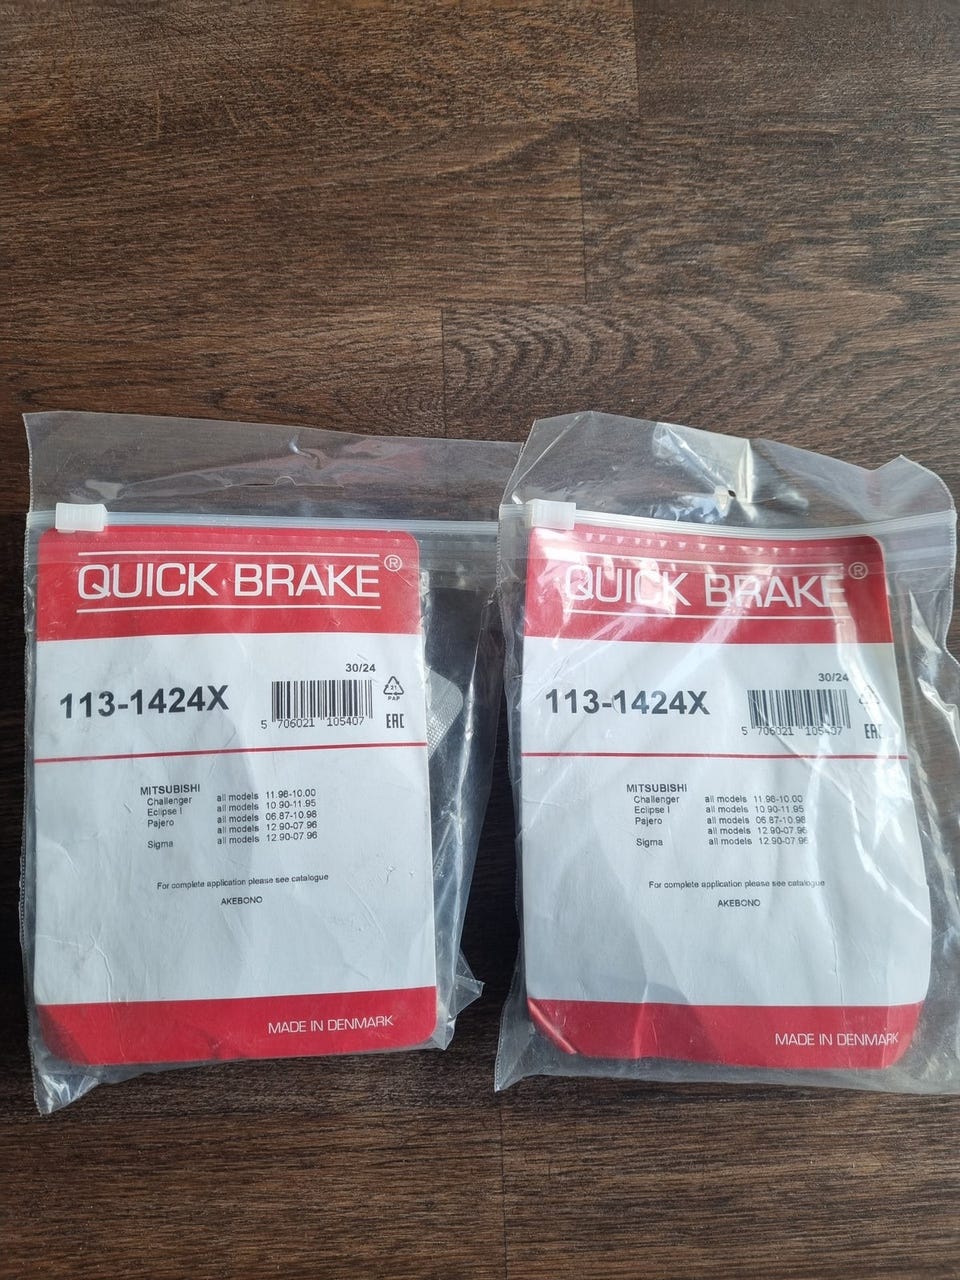 QUICK BRAKE®
30/24
113-1424X
21
PAP
5 706021 105407
EAC
MITSUBISHI
Challenger all models 11.96-10.00
Eclipse I all models 10.90-11.95
Pajero all models 06.87-10.96
all models 12.90-07.96
Sigma all models 12.90-07.96
For complete application please see catalogue
AKEBONO
MADE IN DENMARK
QUICK BRAKE®
30/24
113-1424X
5 706021 105407
EAC
MITSUBISHI
Challenger all models 11.96-10.00
Eclipse I all models 10.90-11.95
Pajero all models 06.87-10.96
all models 12.90-07.96
Sigma all models 12.90-07.96
For complete application please see catalogue
AKEBONO
MADE IN DENMARK